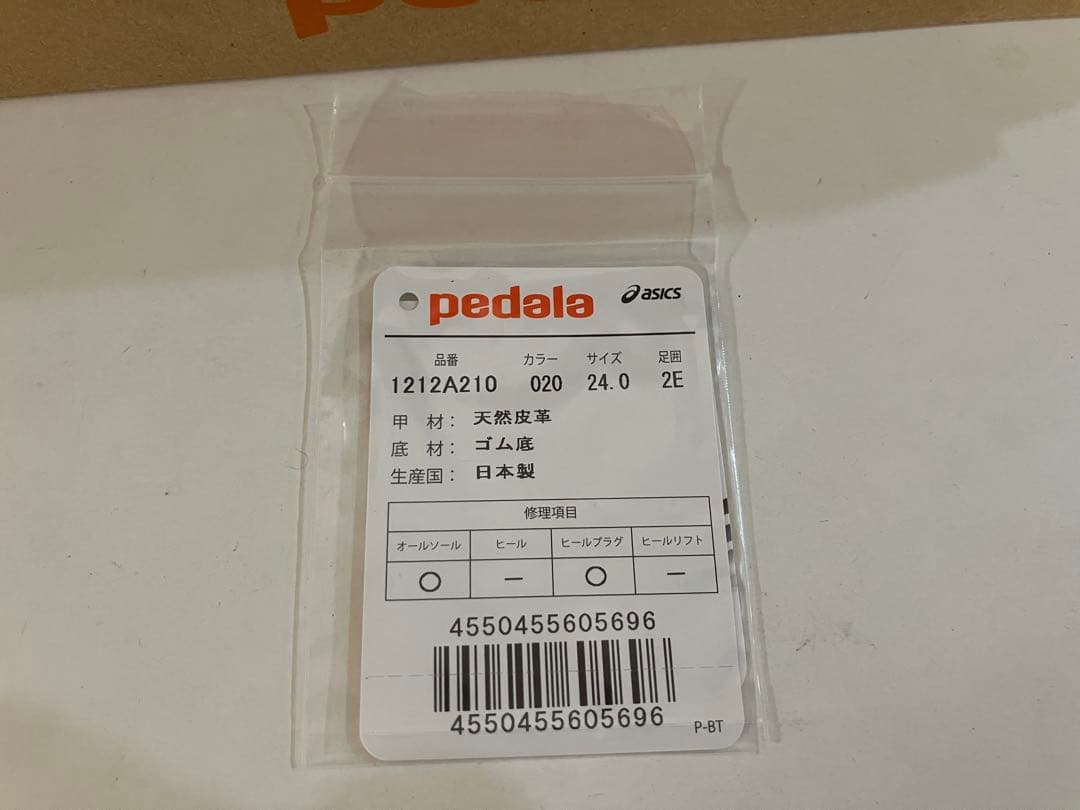 pedala
pedala asics
品番 カラー サイズ 足囲
1212A210 020 24.0 2E
甲 材： 天然皮革
底 材： ゴム底
生産国： 日本製
修理項目
オールソール ヒール ヒールプラグ ヒールリフト
○ － ○ －
4550455605696
4550455605696
P-BT